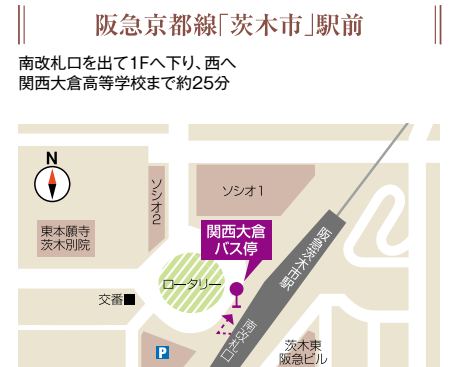 阪急京都線「茨木市」駅前
南改札口を出て1Fへ下り、西へ
関西大倉高等学校まで約25分
N
ソシオ2
ソシオ1
東本願寺
茨木別院
関西大倉
バス停
阪急茨木市駅
ロータリー
交番
南改札口
P
茨木東
阪急ビル